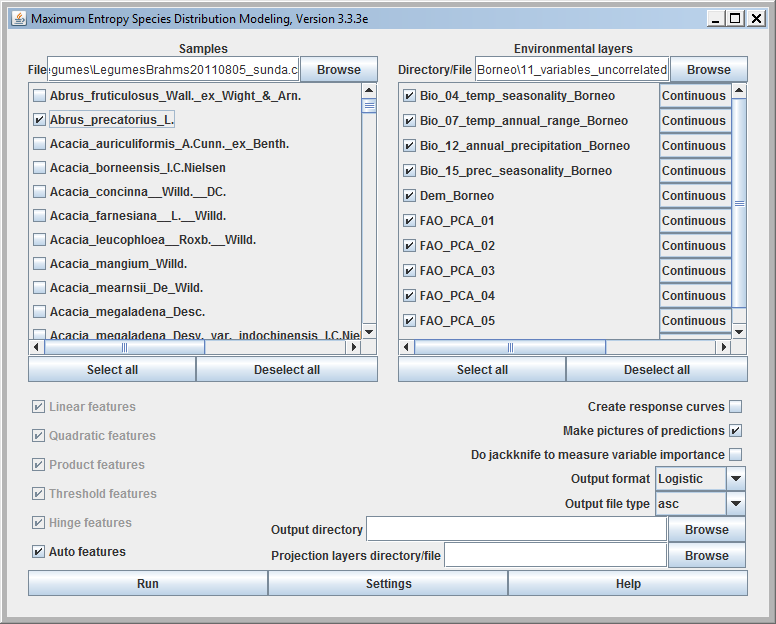 Maximum Entropy Species Distribution Modeling, Version 3.3.3e
Samples
File egumes\LegumesBrahms20110805_sunda.c Browse
Abrus_fruticulosus_Wall._ex_Wight_&_Arn.
Abrus_precatorius_L.
Acacia_auriculiformis_A.Cunn._ex_Benth.
Acacia_borneensis_I.C.Nielsen
Acacia_concinna__Willd.__DC.
Acacia_farnesiana__L.__Willd.
Acacia_leucophloea__Roxb.__Willd.
Acacia_mangium_Willd.
Acacia_mearnsii_De_Wild.
Acacia_megaladena_Desc.
Acacia_megaladena_Desv._var._indochinensis_I.C.Niel
Select all Deselect all
Environmental layers
Directory/File Borneo\11_variables_uncorrelated Browse
Bio_04_temp_seasonality_Borneo Continuous
Bio_07_temp_annual_range_Borneo Continuous
Bio_12_annual_precipitation_Borneo Continuous
Bio_15_prec_seasonality_Borneo Continuous
Dem_Borneo Continuous
FAO_PCA_01 Continuous
FAO_PCA_02 Continuous
FAO_PCA_03 Continuous
FAO_PCA_04 Continuous
FAO_PCA_05 Continuous
Select all Deselect all
Linear features
Quadratic features
Product features
Threshold features
Hinge features
Auto features
Create response curves
Make pictures of predictions
Do jackknife to measure variable importance
Output format Logistic
Output file type asc
Output directory Browse
Projection layers directory/file Browse
Run Settings Help